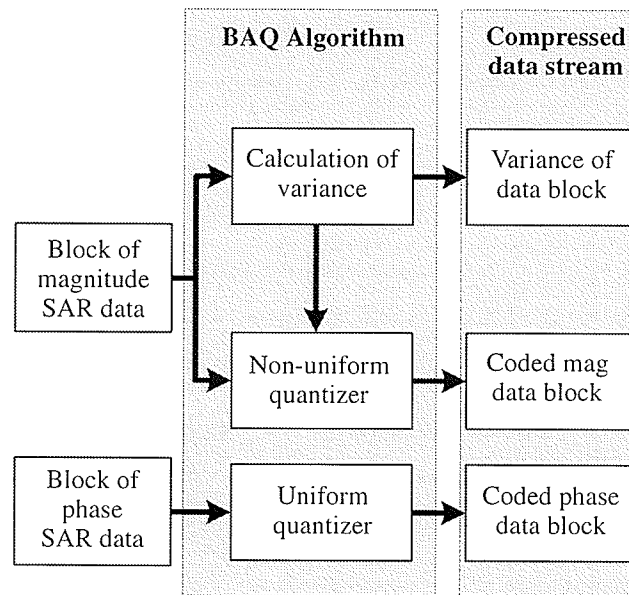 BAQ Algorithm
Compressed
data stream
Calculation of
variance
Variance of
data block
Block of
magnitude
SAR data
Non-uniform
quantizer
Coded mag
data block
Block of
phase
SAR data
Uniform
quantizer
Coded phase
data block